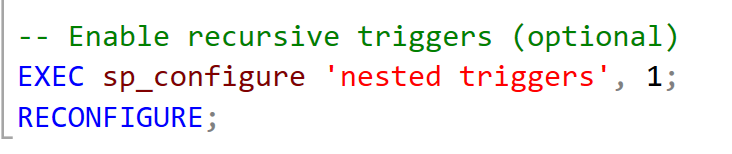 -- Enable recursive triggers (optional)
EXEC sp_configure 'nested triggers', 1;
RECONFIGURE;